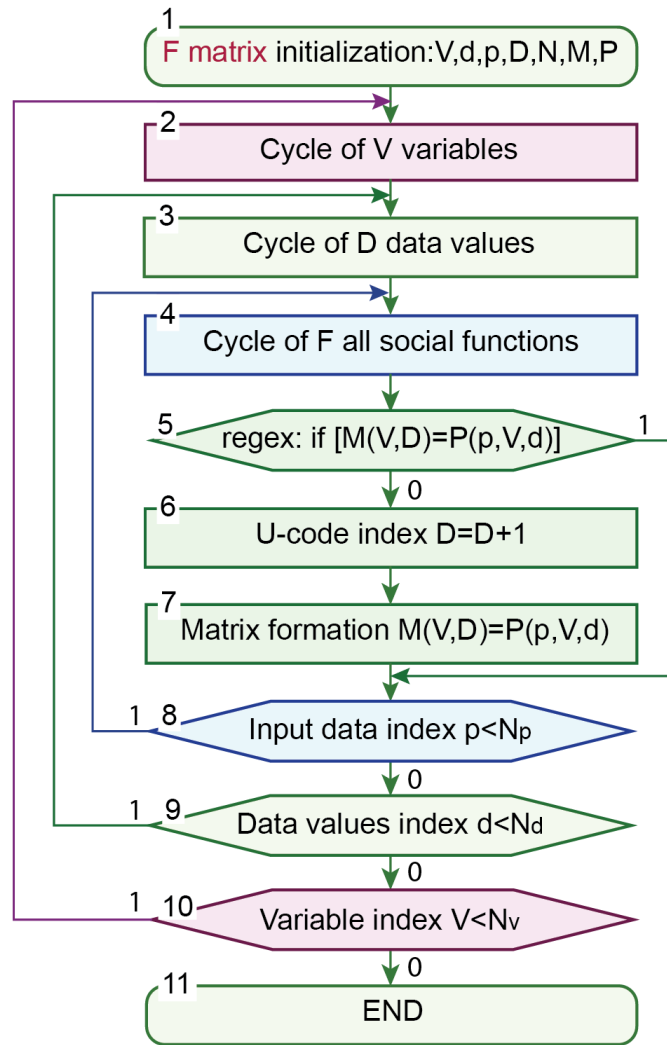 1
F matrix initialization:V,d,p,D,N,M,P
2
Cycle of V variables
3
Cycle of D data values
4
Cycle of F all social functions
5
regex: if [M(V,D)=P(p,V,d)]
1
0
6
U-code index D=D+1
7
Matrix formation M(V,D)=P(p,V,d)
1
8
Input data index p<Np
0
1
9
Data values index d<Nd
0
1
10
Variable index V<Nv
0
11
END